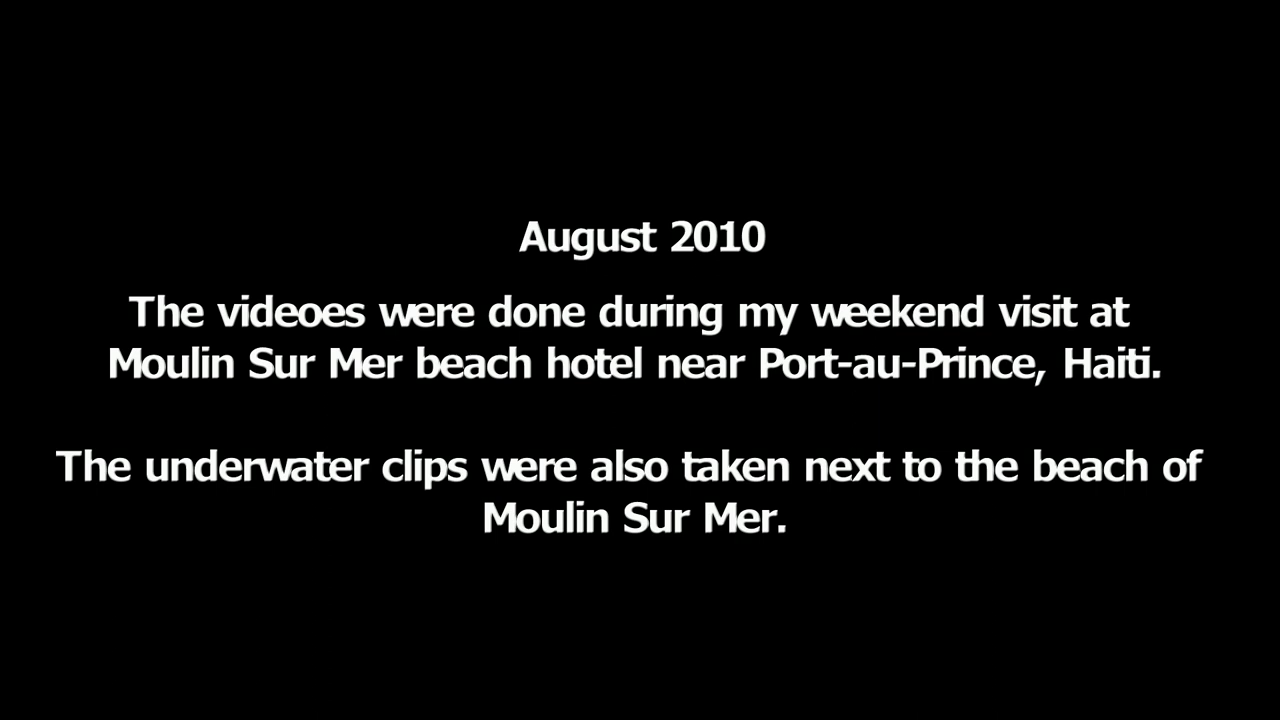 August 2010
The videoes were done during my weekend visit at
Moulin Sur Mer beach hotel near Port-au-Prince, Haiti.
The underwater clips were also taken next to the beach of
Moulin Sur Mer.